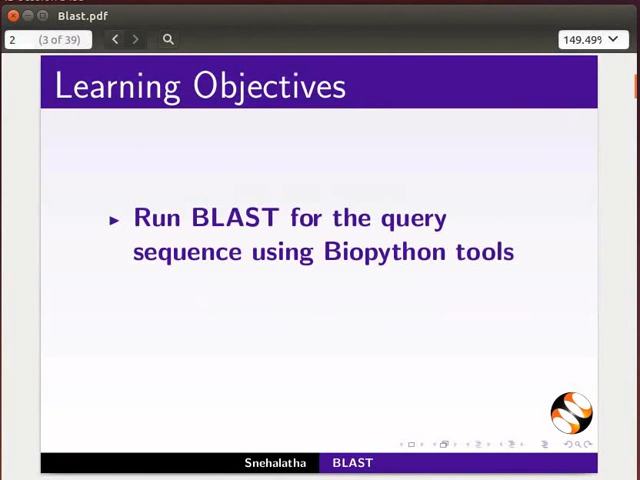 Blast.pdf
2 (3 of 39) 149.499
Learning Objectives
Run BLAST for the query
sequence using Biopython tools
Snehalatha BLAST